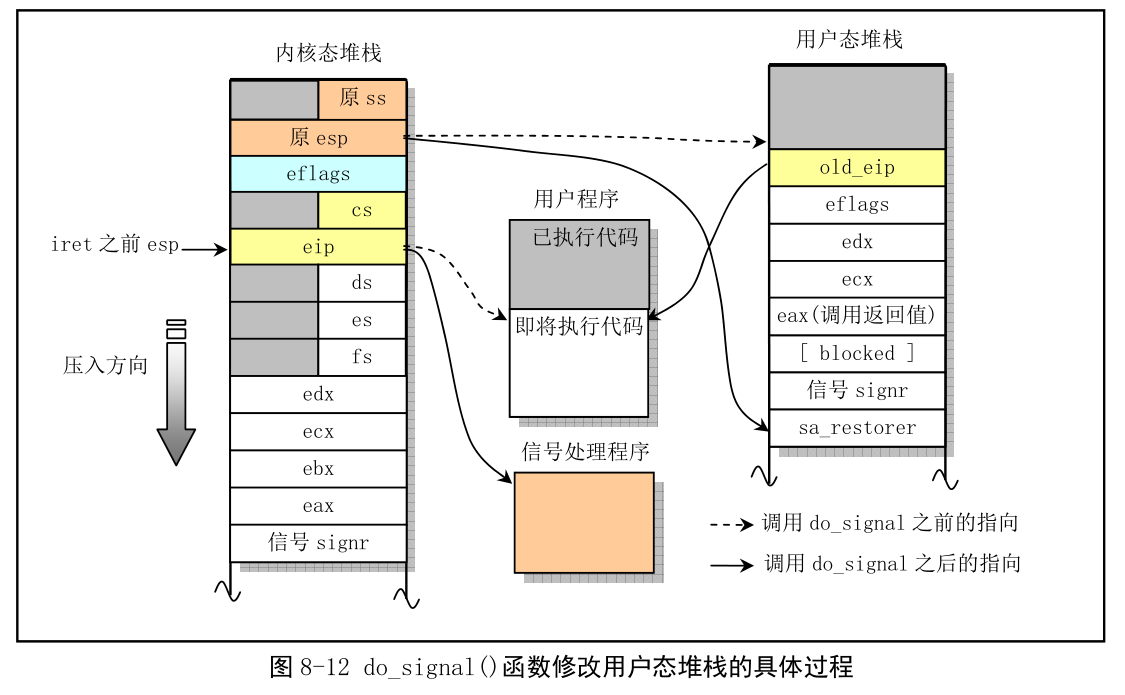 内核态堆栈
原 ss
原 esp
eflags
cs
iret 之前 esp
eip
ds
es
fs
压入方向
edx
ecx
ebx
eax
信号 signr
用户程序
已执行代码
即将执行代码
信号处理程序
用户态堆栈
old_eip
eflags
edx
ecx
eax(调用返回值)
[ blocked ]
信号 signr
sa_restorer
调用 do_signal 之前的指向
调用 do_signal 之后的指向
图 8-12 do_signal()函数修改用户态堆栈的具体过程